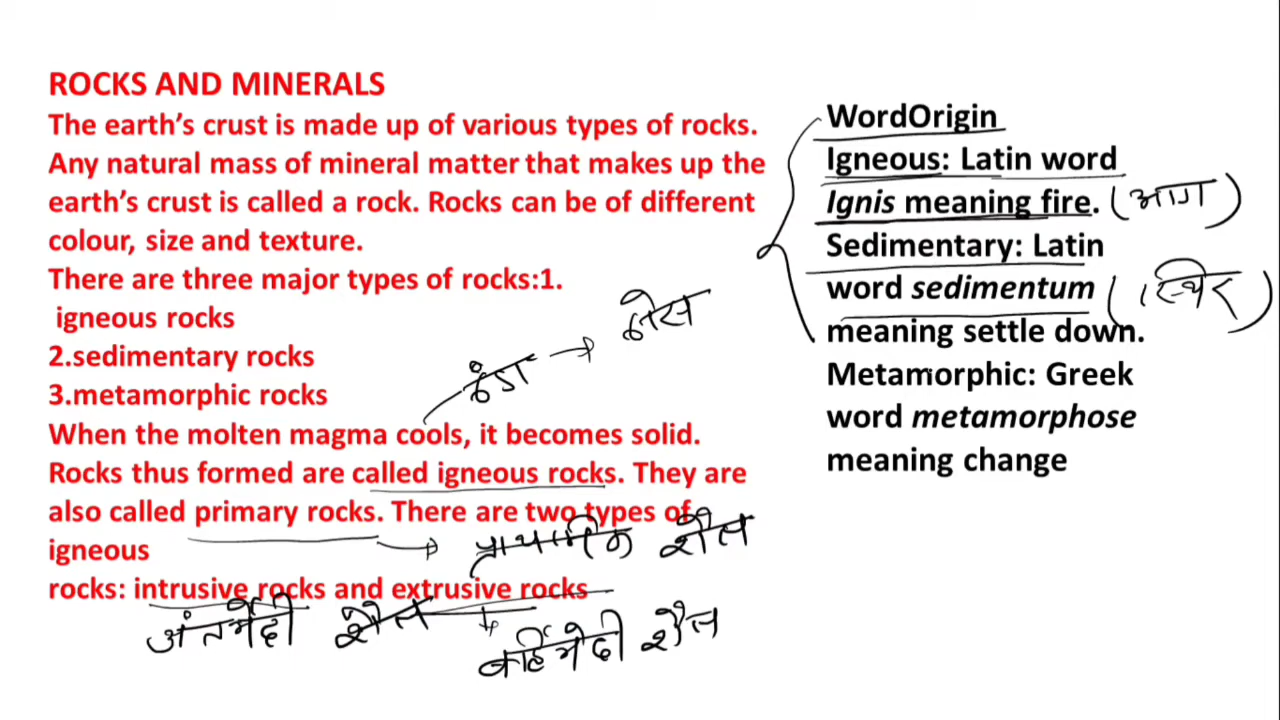 ROCKS AND MINERALS
The earth’s crust is made up of various types of rocks.
Any natural mass of mineral matter that makes up the
earth’s crust is called a rock. Rocks can be of different
colour, size and texture.
There are three major types of rocks:1.
igneous rocks
2.sedimentary rocks
3.metamorphic rocks
ठंडा → ठोस
When the molten magma cools, it becomes solid.
Rocks thus formed are called igneous rocks. They are
also called primary rocks. There are two types of
igneous
→ प्राथमिक शैल
rocks: intrusive rocks and extrusive rocks
अंतर्भेदी शैल
बर्हिभेदी शैल
WordOrigin
Igneous: Latin word
Ignis meaning fire. (आग)
Sedimentary: Latin
word sedimentum (स्थिर)
meaning settle down.
Metamorphic: Greek
word metamorphose
meaning change